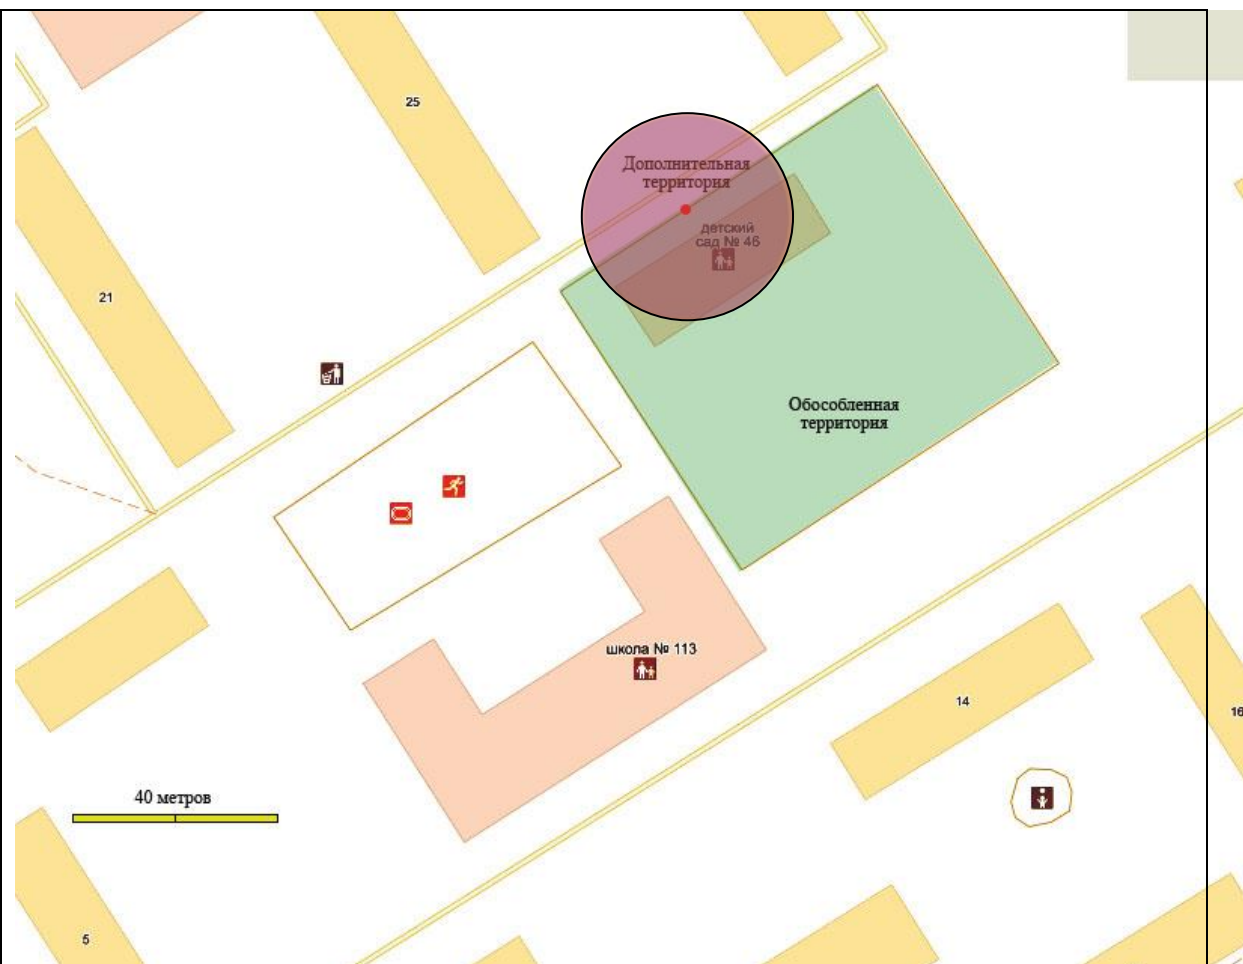 25
Дополнительная
территория
детский
сад № 46
21
Обособленная
территория
школа № 113
14
16
40 метров
5